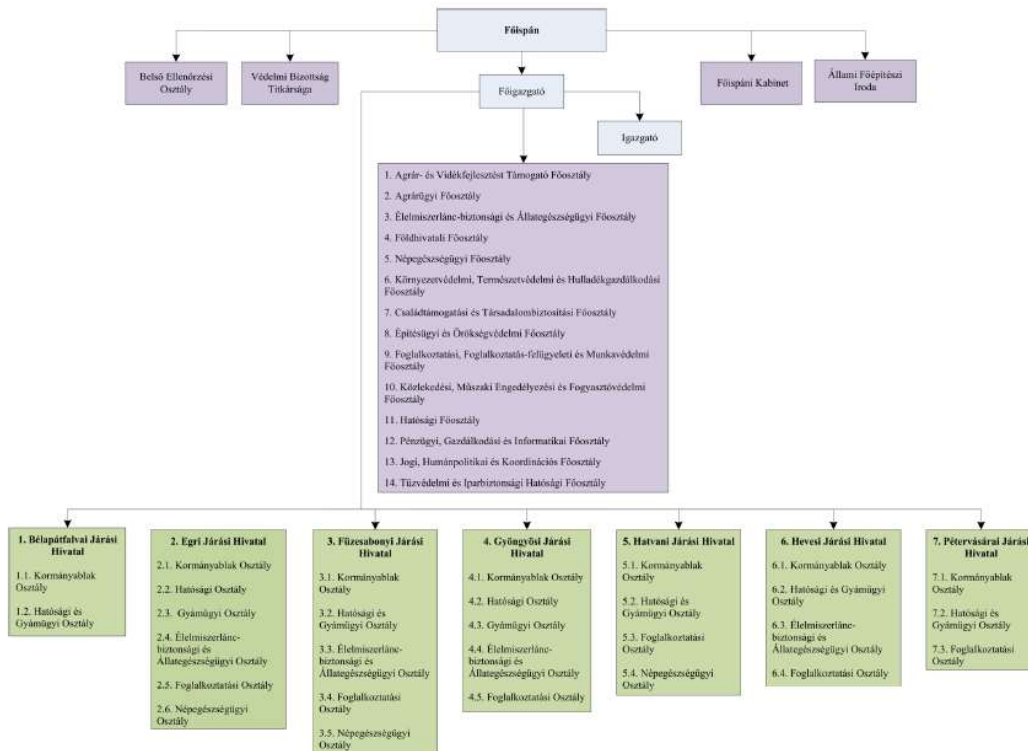 Főispán
Belső Ellenőrzési
Osztály
Védelmi Bizottság
Titkársága
Főispáni Kabinet
Állami Főépítészi
Iroda
Főigazgató
Igazgató
1. Agrár- és Vidékfejlesztést Támogató Főosztály
2. Agrárügyi Főosztály
3. Élelmiszerlánc-biztonsági és Állategészségügyi Főosztály
4. Földhivatali Főosztály
5. Népegészségügyi Főosztály
6. Környezetvédelmi, Természetvédelmi és Hulladékgazdálkodási
Főosztály
7. Családtámogatási és Társadalombiztosítási Főosztály
8. Építésügyi és Örökségvédelmi Főosztály
9. Foglalkoztatási, Foglalkoztatás-felügyeleti és Munkavédelmi
Főosztály
10. Közlekedési, Műszaki Engedélyezési és Fogyasztóvédelmi
Főosztály
11. Hatósági Főosztály
12. Pénzügyi, Gazdálkodási és Informatikai Főosztály
13. Jogi, Humánpolitikai és Koordinációs Főosztály
14. Tűzvédelmi és Iparbiztonsági Hatósági Főosztály
1. Bélapátfalvai Járási
Hivatal
1.1. Kormányablak
Osztály
1.2. Hatósági és
Gyámügyi Osztály
2. Egri Járási Hivatal
2.1. Kormányablak Osztály
2.2. Hatósági Osztály
2.3. Gyámügyi Osztály
2.4. Élelmiszerlánc-
biztonsági és
Állategészségügyi Osztály
2.5. Foglalkoztatási Osztály
2.6. Népegészségügyi
Osztály
3. Füzesabonyi Járási
Hivatal
3.1. Kormányablak
Osztály
3.2. Hatósági és
Gyámügyi Osztály
3.3. Élelmiszerlánc-
biztonsági és
Állategészségügyi Osztály
3.4. Foglalkoztatási
Osztály
3.5. Népegészségügyi
Osztály
4. Gyöngyösi Járási
Hivatal
4.1. Kormányablak Osztály
4.2. Hatósági Osztály
4.3. Gyámügyi Osztály
4.4. Élelmiszerlánc-
biztonsági és
Állategészségügyi Osztály
4.5. Foglalkoztatási Osztály
5. Hatvani Járási Hivatal
5.1. Kormányablak
Osztály
5.2. Hatósági és
Gyámügyi Osztály
5.3. Foglalkoztatási
Osztály
5.4. Népegészségügyi
Osztály
6. Hevesi Járási Hivatal
6.1. Kormányablak Osztály
6.2. Hatósági és Gyámügyi
Osztály
6.3. Élelmiszerlánc-
biztonsági és
Állategészségügyi Osztály
6.4. Foglalkoztatási Osztály
7. Pétervásárai Járási
Hivatal
7.1. Kormányablak
Osztály
7.2. Hatósági és
Gyámügyi Osztály
7.3. Foglalkoztatási
Osztály